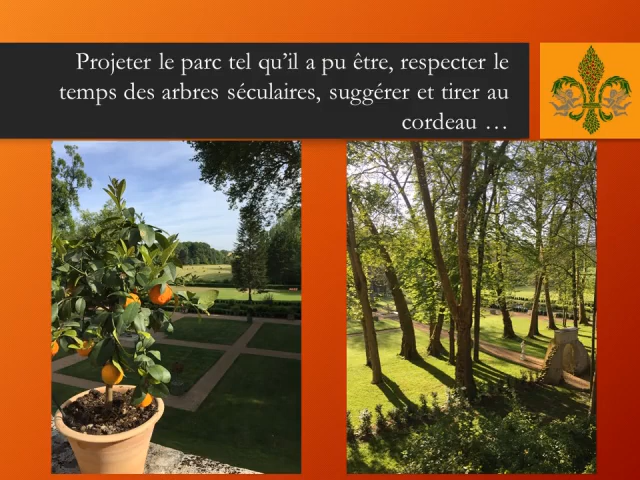 Projeter le parc tel qu’il a pu être, respecter le
temps des arbres séculaires, suggérer et tirer au
cordeau …